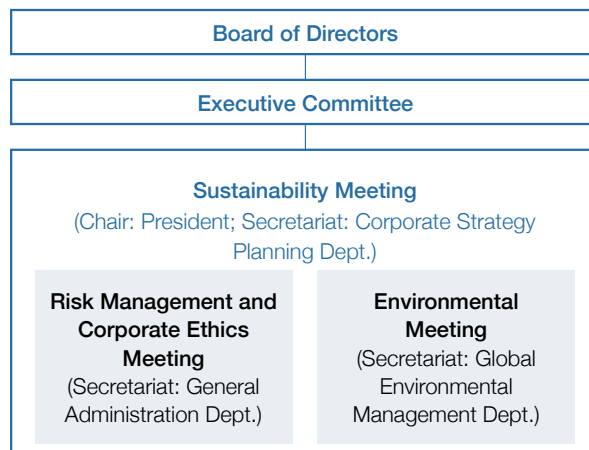 Board of Directors
Executive Committee
Sustainability Meeting
(Chair: President; Secretariat: Corporate Strategy
Planning Dept.)
Risk Management and
Corporate Ethics
Meeting
(Secretariat: General
Administration Dept.)
Environmental
Meeting
(Secretariat: Global
Environmental
Management Dept.)